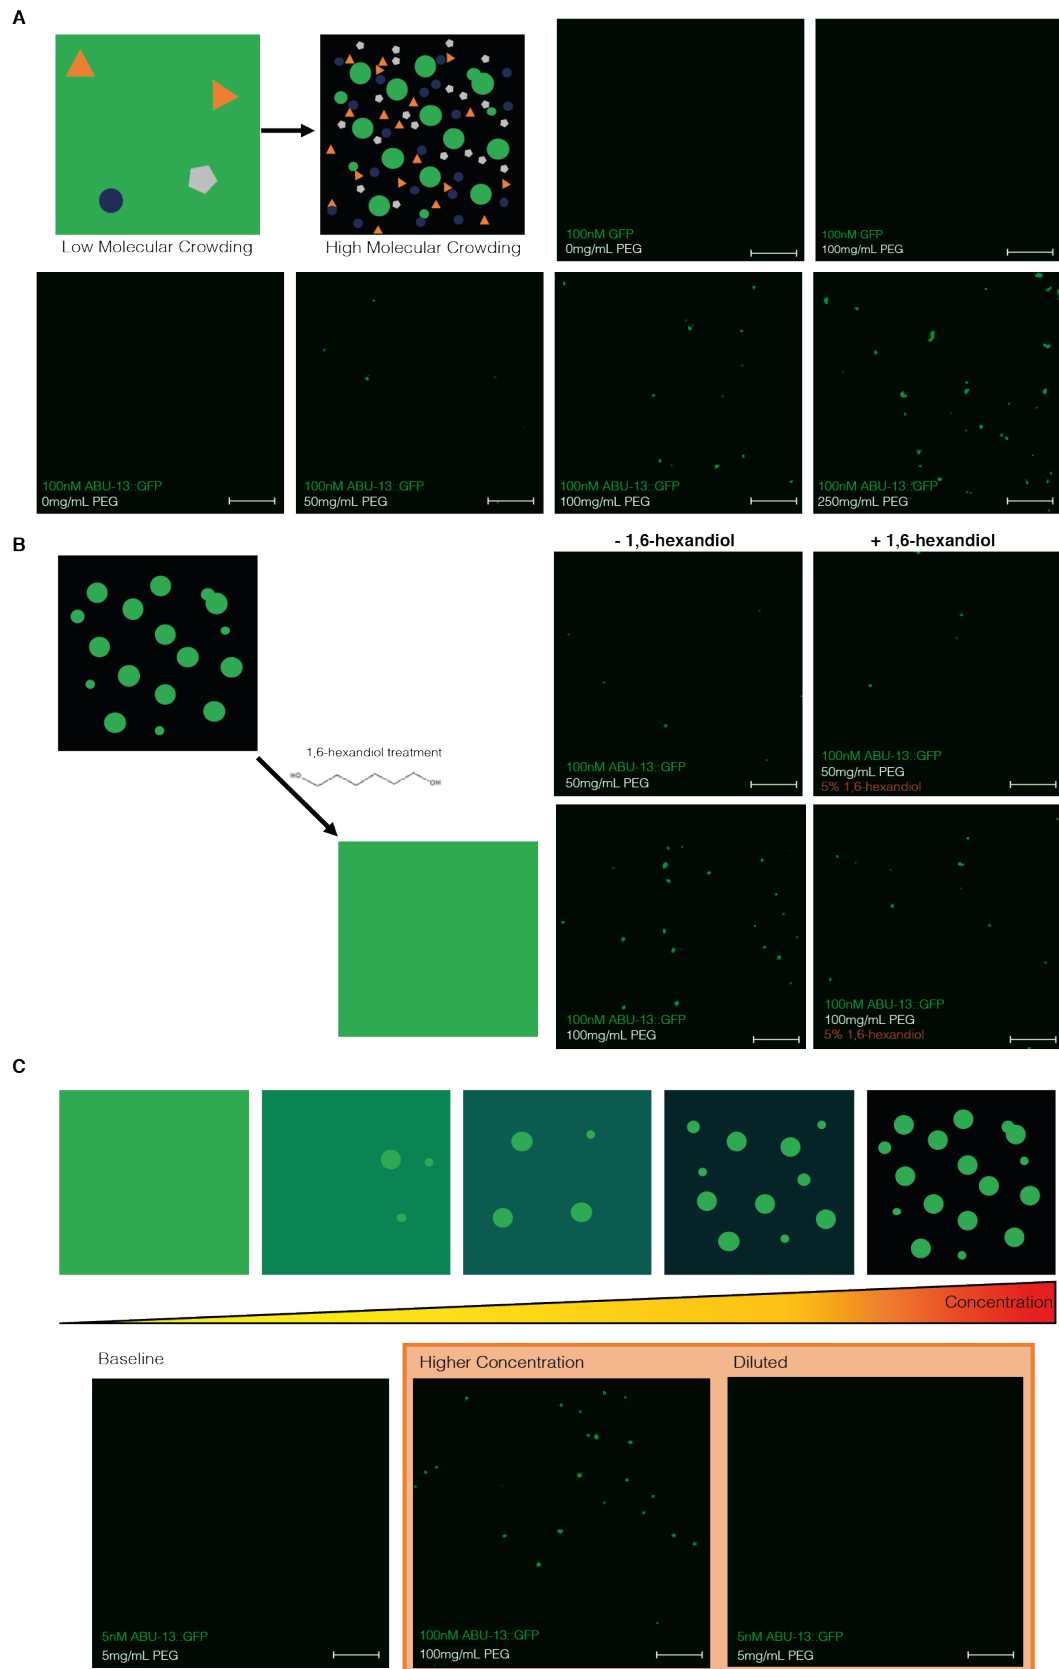 A
Low Molecular Crowding
High Molecular Crowding
100nM GFP
0mg/mL PEG
100nM GFP
100mg/mL PEG
100nM ABU-13::GFP
0mg/mL PEG
100nM ABU-13::GFP
50mg/mL PEG
100nM ABU-13::GFP
100mg/mL PEG
100nM ABU-13::GFP
250mg/mL PEG
B
- 1,6-hexandiol
+ 1,6-hexandiol
1,6-hexandiol treatment
HO
OH
100nM ABU-13::GFP
50mg/mL PEG
100nM ABU-13::GFP
50mg/mL PEG
5% 1,6-hexandiol
100nM ABU-13::GFP
100mg/mL PEG
100nM ABU-13::GFP
100mg/mL PEG
5% 1,6-hexandiol
C
Concentration
Baseline
Higher Concentration
Diluted
5nM ABU-13::GFP
5mg/mL PEG
100nM ABU-13::GFP
100mg/mL PEG
5nM ABU-13::GFP
5mg/mL PEG